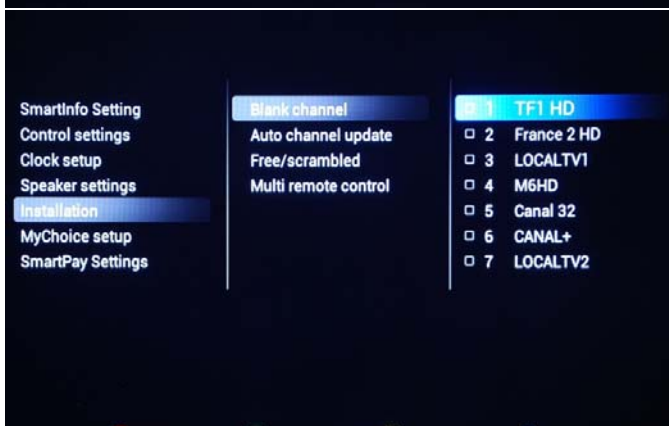 SmartInfo Setting
Control settings
Clock setup
Speaker settings
Installation
MyChoice setup
SmartPay Settings
Blank channel
Auto channel update
Free/scrambled
Multi remote control
1 TF1 HD
2 France 2 HD
3 LOCALTV1
4 M6HD
5 Canal 32
6 CANAL+
7 LOCALTV2